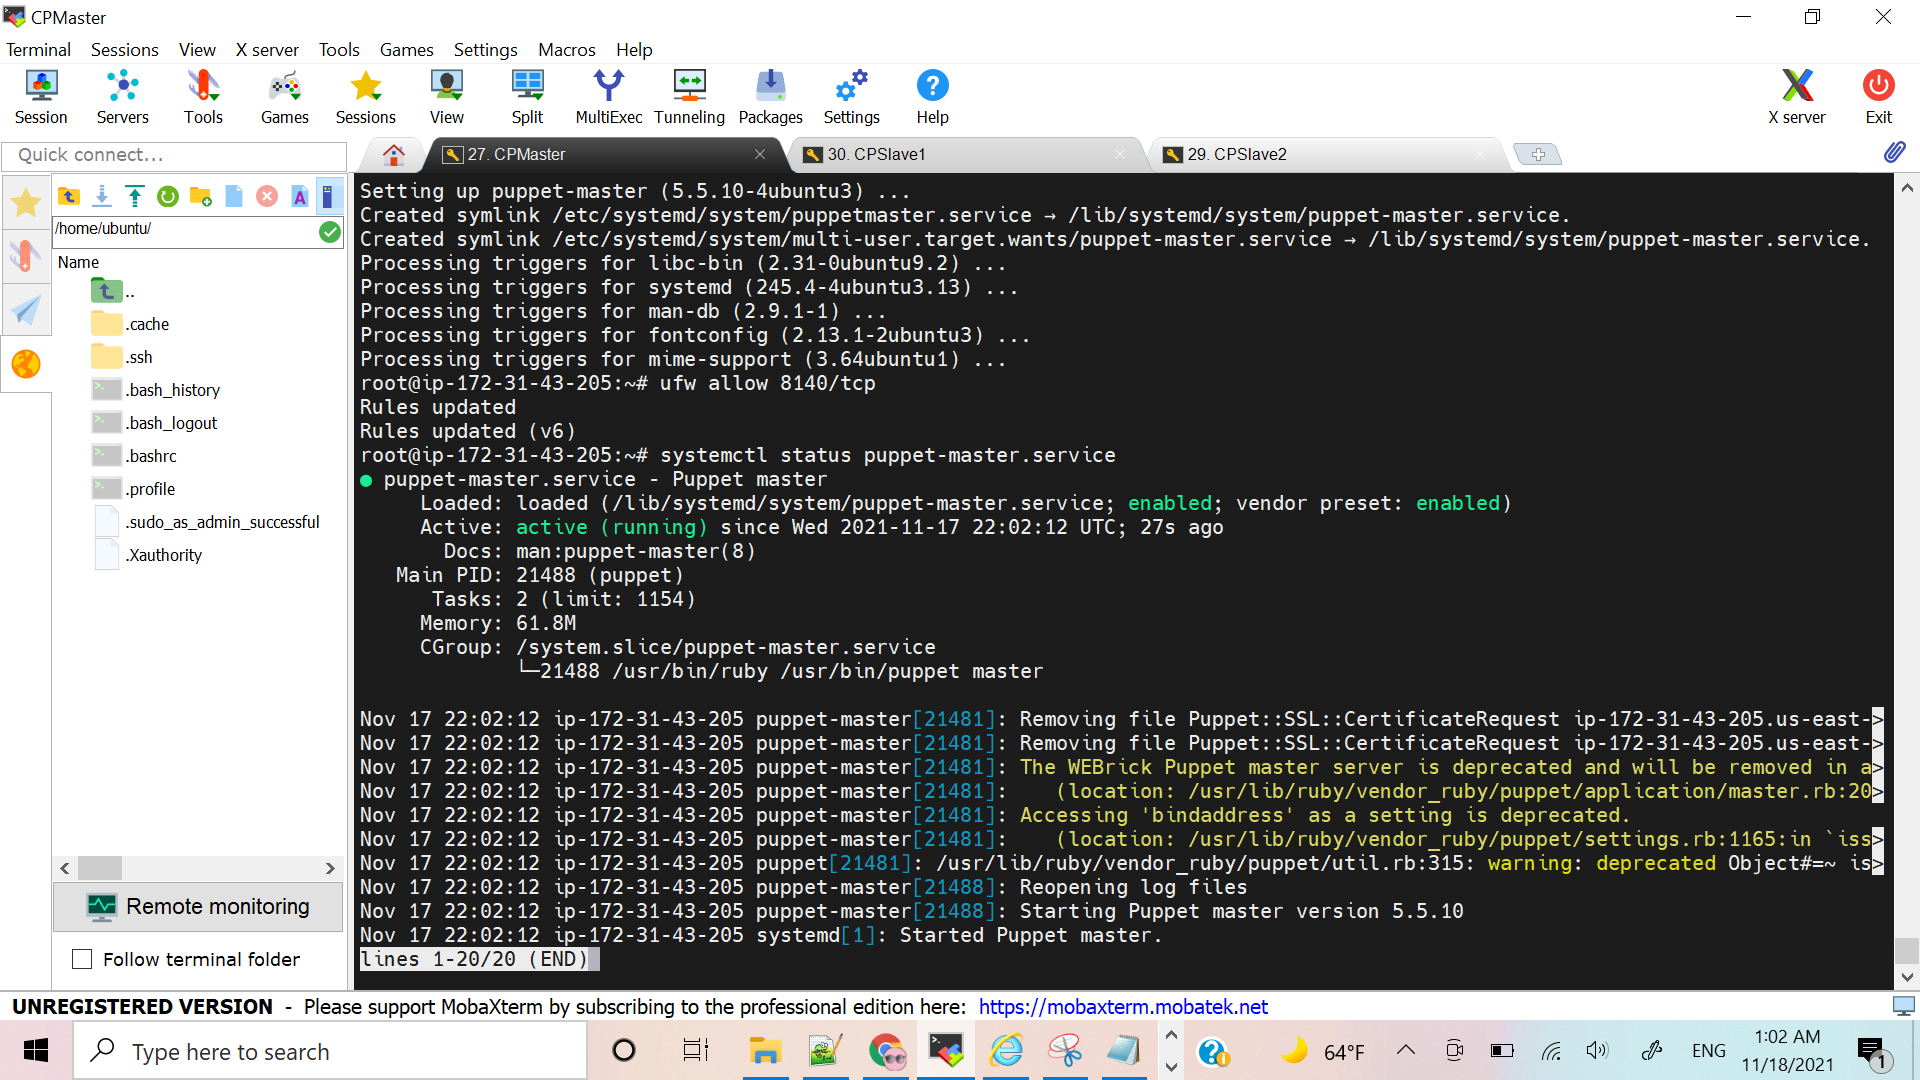 CPMaster
Terminal Sessions View X server Tools Games Settings Macros Help
Session Servers Tools Games Sessions View Split MultiExec Tunneling Packages Settings Help X server Exit
Quick connect...
27. CPMaster
30. CPSlave1
29. CPSlave2
/home/ubuntu/
Name
..
.cache
.ssh
.bash_history
.bash_logout
.bashrc
.profile
.sudo_as_admin_successful
.Xauthority
Remote monitoring
Follow terminal folder
Setting up puppet-master (5.5.10-4ubuntu3) ...
Created symlink /etc/systemd/system/puppetmaster.service → /lib/systemd/system/puppet-master.service.
Created symlink /etc/systemd/system/multi-user.target.wants/puppet-master.service → /lib/systemd/system/puppet-master.service.
Processing triggers for libc-bin (2.31-0ubuntu9.2) ...
Processing triggers for systemd (245.4-4ubuntu3.13) ...
Processing triggers for man-db (2.9.1-1) ...
Processing triggers for fontconfig (2.13.1-2ubuntu3) ...
Processing triggers for mime-support (3.64ubuntu1) ...
root@ip-172-31-43-205:~# ufw allow 8140/tcp
Rules updated
Rules updated (v6)
root@ip-172-31-43-205:~# systemctl status puppet-master.service
● puppet-master.service - Puppet master
Loaded: loaded (/lib/systemd/system/puppet-master.service; enabled; vendor preset: enabled)
Active: active (running) since Wed 2021-11-17 22:02:12 UTC; 27s ago
Docs: man:puppet-master(8)
Main PID: 21488 (puppet)
Tasks: 2 (limit: 1154)
Memory: 61.8M
CGroup: /system.slice/puppet-master.service
└─21488 /usr/bin/ruby /usr/bin/puppet master
Nov 17 22:02:12 ip-172-31-43-205 puppet-master[21481]: Removing file Puppet::SSL::CertificateRequest ip-172-31-43-205.us-east->
Nov 17 22:02:12 ip-172-31-43-205 puppet-master[21481]: Removing file Puppet::SSL::CertificateRequest ip-172-31-43-205.us-east->
Nov 17 22:02:12 ip-172-31-43-205 puppet-master[21481]: The WEBrick Puppet master server is deprecated and will be removed in a>
Nov 17 22:02:12 ip-172-31-43-205 puppet-master[21481]: (location: /usr/lib/ruby/vendor_ruby/puppet/application/master.rb:20>
Nov 17 22:02:12 ip-172-31-43-205 puppet-master[21481]: Accessing 'bindaddress' as a setting is deprecated.
Nov 17 22:02:12 ip-172-31-43-205 puppet-master[21481]: (location: /usr/lib/ruby/vendor_ruby/puppet/settings.rb:1165:in `iss>
Nov 17 22:02:12 ip-172-31-43-205 puppet[21481]: /usr/lib/ruby/vendor_ruby/puppet/util.rb:315: warning: deprecated Object#=~ is>
Nov 17 22:02:12 ip-172-31-43-205 puppet-master[21488]: Reopening log files
Nov 17 22:02:12 ip-172-31-43-205 puppet-master[21488]: Starting Puppet master version 5.5.10
Nov 17 22:02:12 ip-172-31-43-205 systemd[1]: Started Puppet master.
lines 1-20/20 (END)
UNREGISTERED VERSION - Please support MobaXterm by subscribing to the professional edition here: https://mobaxterm.mobatek.net
Type here to search
64°F
ENG
1:02 AM
11/18/2021
1